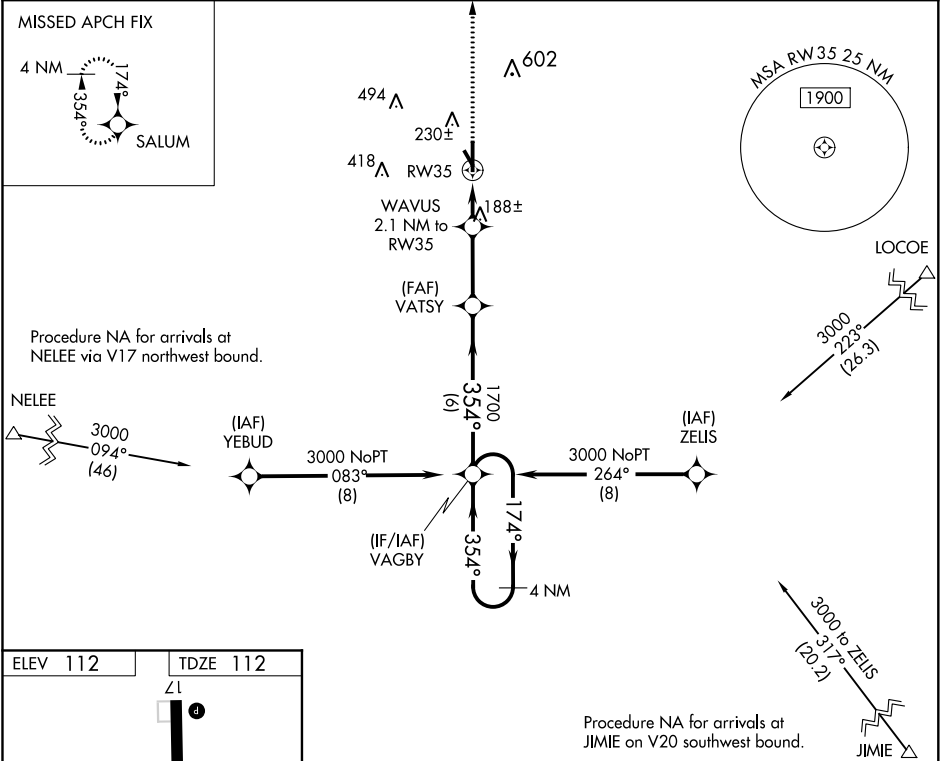 MISSED APCH FIX
4 NM
174°
354°
SALUM
602
494
230±
418
RW35
WAVUS
2.1 NM to
RW35
188±
MSA RW35 25 NM
1900
LOCOE
3000
223°
(26.3)
(FAF)
VATSY
Procedure NA for arrivals at
NELEE via V17 northwest bound.
NELEE
3000
094°
(46)
(IAF)
YEBUD
3000 NoPT
083°
(8)
1700
354°
(6)
(IAF)
ZELIS
3000 NoPT
264°
(8)
(IF/IAF)
VAGBY
174°
354°
4 NM
3000 to ZELIS
317°
(20.2)
JIMIE
Procedure NA for arrivals at
JIMIE on V20 southwest bound.
ELEV 112
TDZE 112
17
P